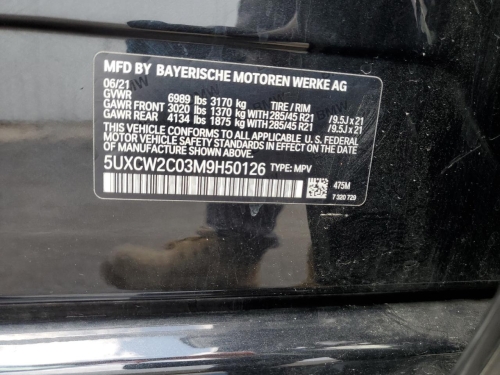 MFD BY BAYERISCHE MOTOREN WERKE AG
06/21
GVWR 6989 lbs 3170 kg TIRE / RIM
GAWR FRONT 3020 lbs 1370 kg WITH 285/45 R21 / 9.5J x 21
GAWR REAR 4134 lbs 1875 kg WITH 285/45 R21 / 9.5J x 21
THIS VEHICLE CONFORMS TO ALL APPLICABLE U. S. FEDERAL
MOTOR VEHICLE SAFETY STANDARDS IN EFFECT ON THE
DATE OF MANUFACTURE SHOWN ABOVE.
5UXCW2C03M9H50126 TYPE: MPV
475M
7 320 729